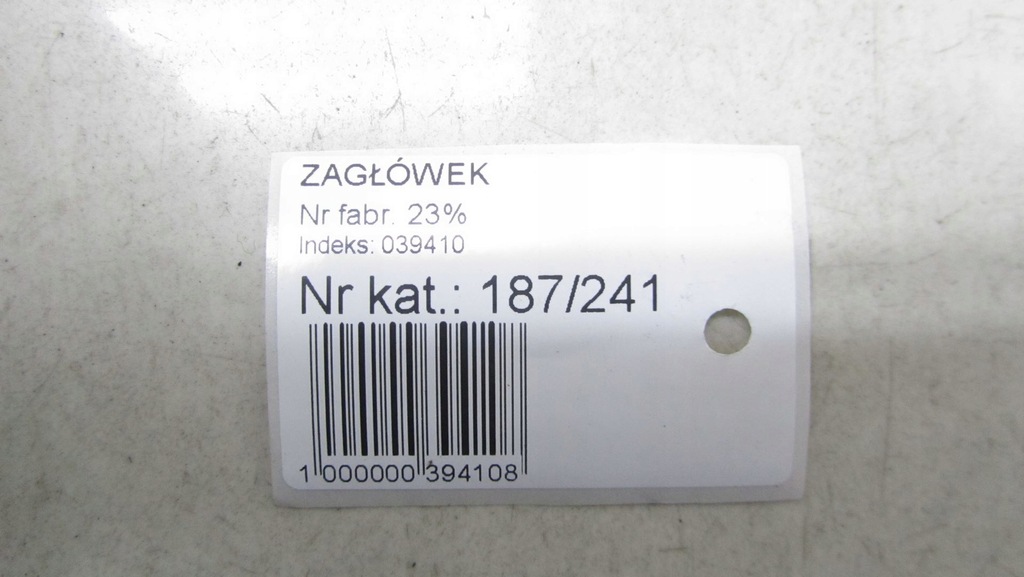 ZAGŁÓWEK
Nr fabr. 23%
Indeks: 039410
Nr kat.: 187/241
1 000000 394108